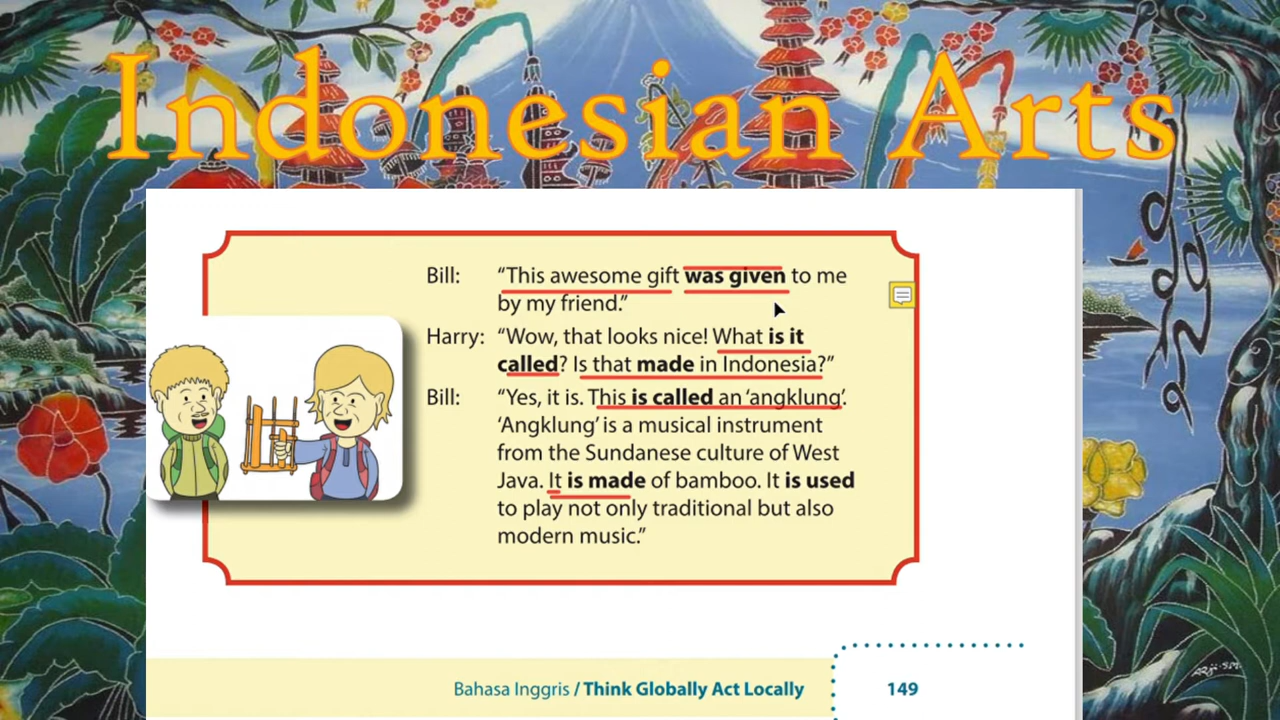 Indonesian Arts
Bill: “This awesome gift was given to me
by my friend.”
Harry: “Wow, that looks nice! What is it
called? Is that made in Indonesia?”
Bill: “Yes, it is. This is called an ‘angklung’.
‘Angklung’ is a musical instrument
from the Sundanese culture of West
Java. It is made of bamboo. It is used
to play not only traditional but also
modern music.”
Bahasa Inggris / Think Globally Act Locally
149